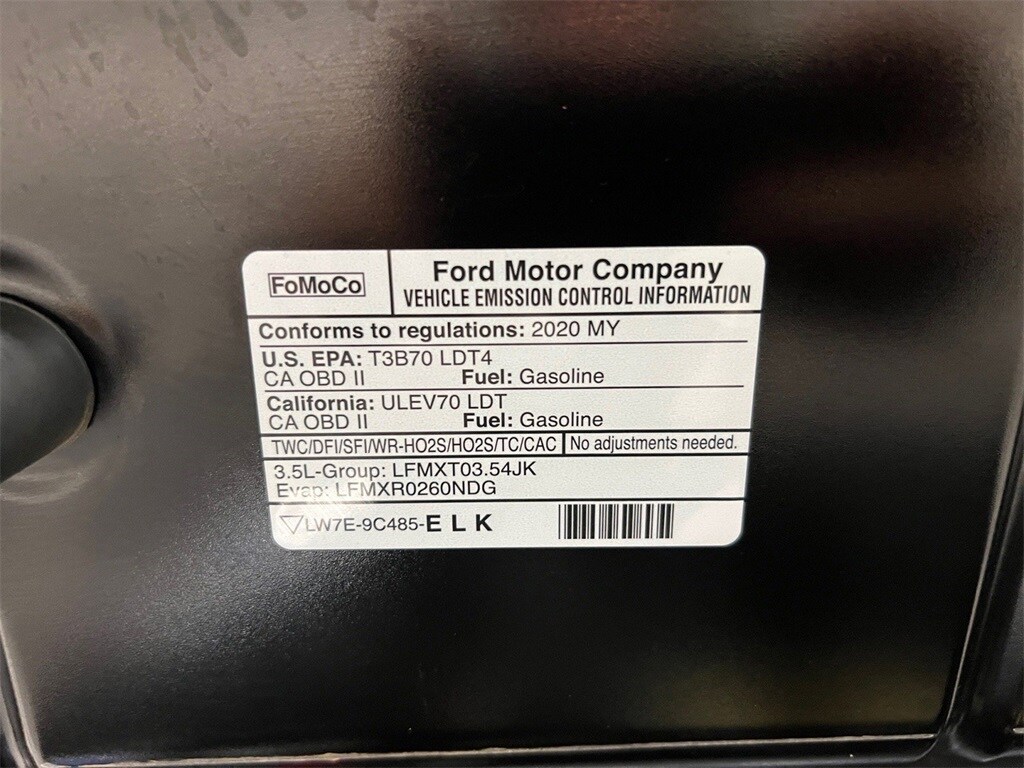 FoMoCo
Ford Motor Company
VEHICLE EMISSION CONTROL INFORMATION
Conforms to regulations: 2020 MY
U.S. EPA: T3B70 LDT4
CA OBD II Fuel: Gasoline
California: ULEV70 LDT
CA OBD II Fuel: Gasoline
TWC/DFI/SFI/WR-HO2S/HO2S/TC/CAC No adjustments needed.
3.5L-Group: LFMXT03.54JK
Evap: LFMXR0260NDG
LW7E-9C485-E L K